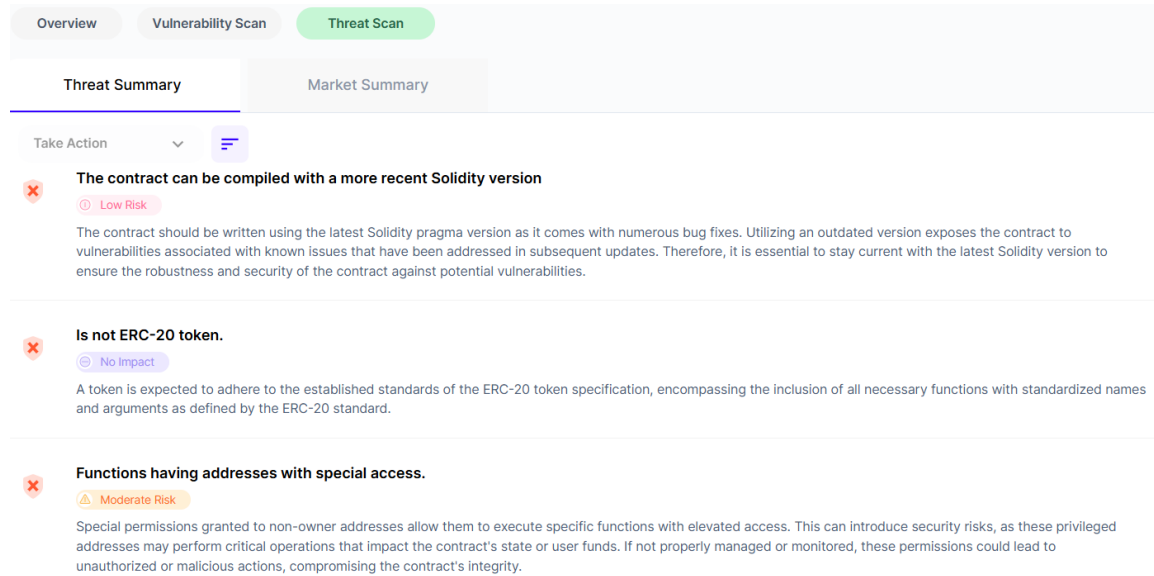 Overview Vulnerability Scan Threat Scan
Threat Summary Market Summary
Take Action
The contract can be compiled with a more recent Solidity version
Low Risk
The contract should be written using the latest Solidity pragma version as it comes with numerous bug fixes. Utilizing an outdated version exposes the contract to
vulnerabilities associated with known issues that have been addressed in subsequent updates. Therefore, it is essential to stay current with the latest Solidity version to
ensure the robustness and security of the contract against potential vulnerabilities.
Is not ERC-20 token.
No Impact
A token is expected to adhere to the established standards of the ERC-20 token specification, encompassing the inclusion of all necessary functions with standardized names
and arguments as defined by the ERC-20 standard.
Functions having addresses with special access.
Moderate Risk
Special permissions granted to non-owner addresses allow them to execute specific functions with elevated access. This can introduce security risks, as these privileged
addresses may perform critical operations that impact the contract's state or user funds. If not properly managed or monitored, these permissions could lead to
unauthorized or malicious actions, compromising the contract's integrity.